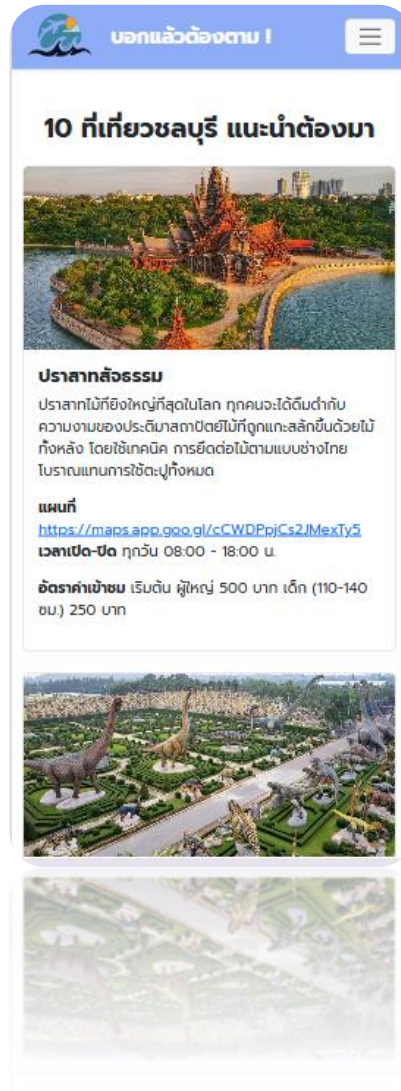 บอกแล้วต้องตาม !
10 ที่เที่ยวชลบุรี แนะนำต้องมา
ปราสาทสัจธรรม
ปราสาทไม้ที่ยิ่งใหญ่ที่สุดในโลก ทุกคนจะได้ดื่มด่ำกับ
ความงามของประติมาสถาปัตย์ไม้ที่ถูกแกะสลักขึ้นด้วยไม้
ทั้งหลัง โดยใช้เทคนิค การยึดต่อไม้ตามแบบช่างไทย
โบราณแทนการใช้ตะปูทั้งหมด
แผนที่
https://maps.app.goo.gl/cCWDPpjCs2JMexTy5
เวลาเปิด-ปิด ทุกวัน 08:00 - 18:00 น.
อัตราค่าเข้าชม เริ่มต้น ผู้ใหญ่ 500 บาท เด็ก (110-140
ซม.) 250 บาท